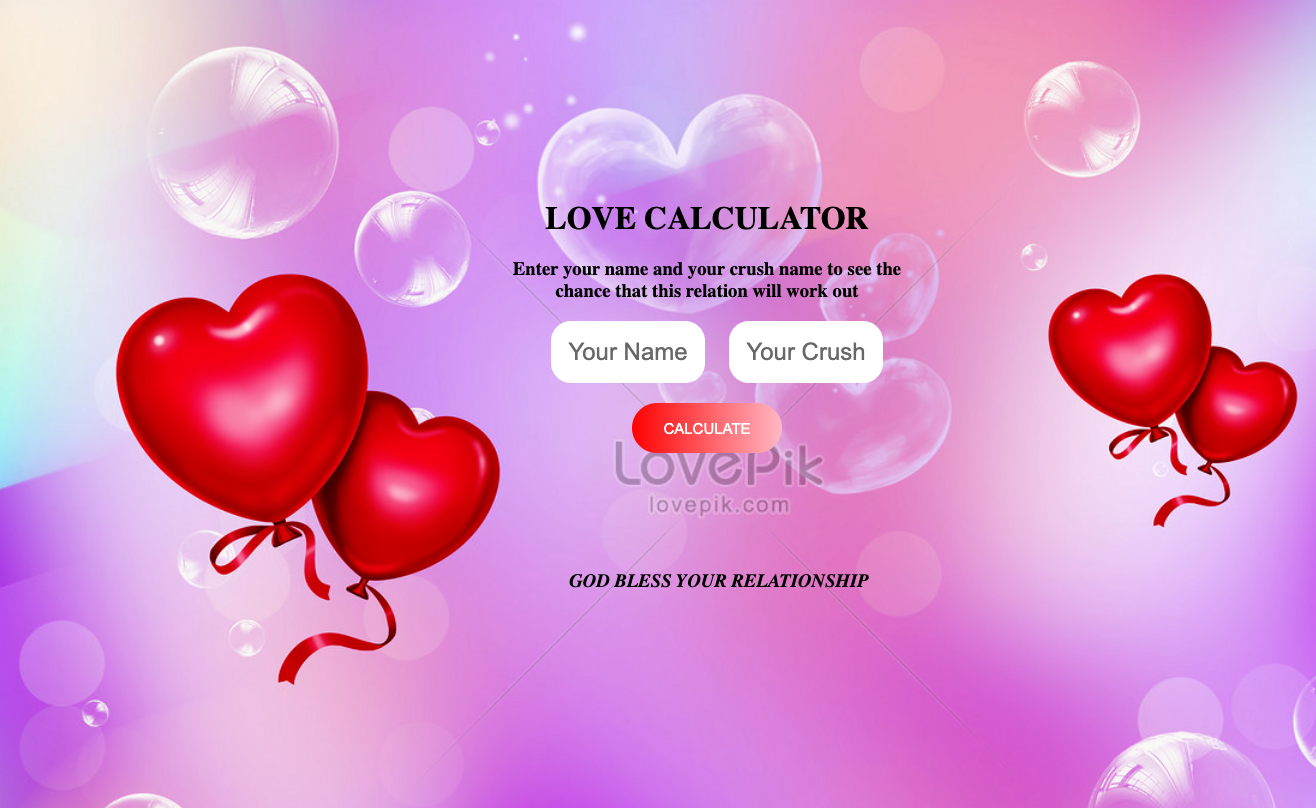 LOVE CALCULATOR
Enter your name and your crush name to see the
chance that this relation will work out
Your Name
Your Crush
CALCULATE
LovePik
lovepik.com
GOD BLESS YOUR RELATIONSHIP